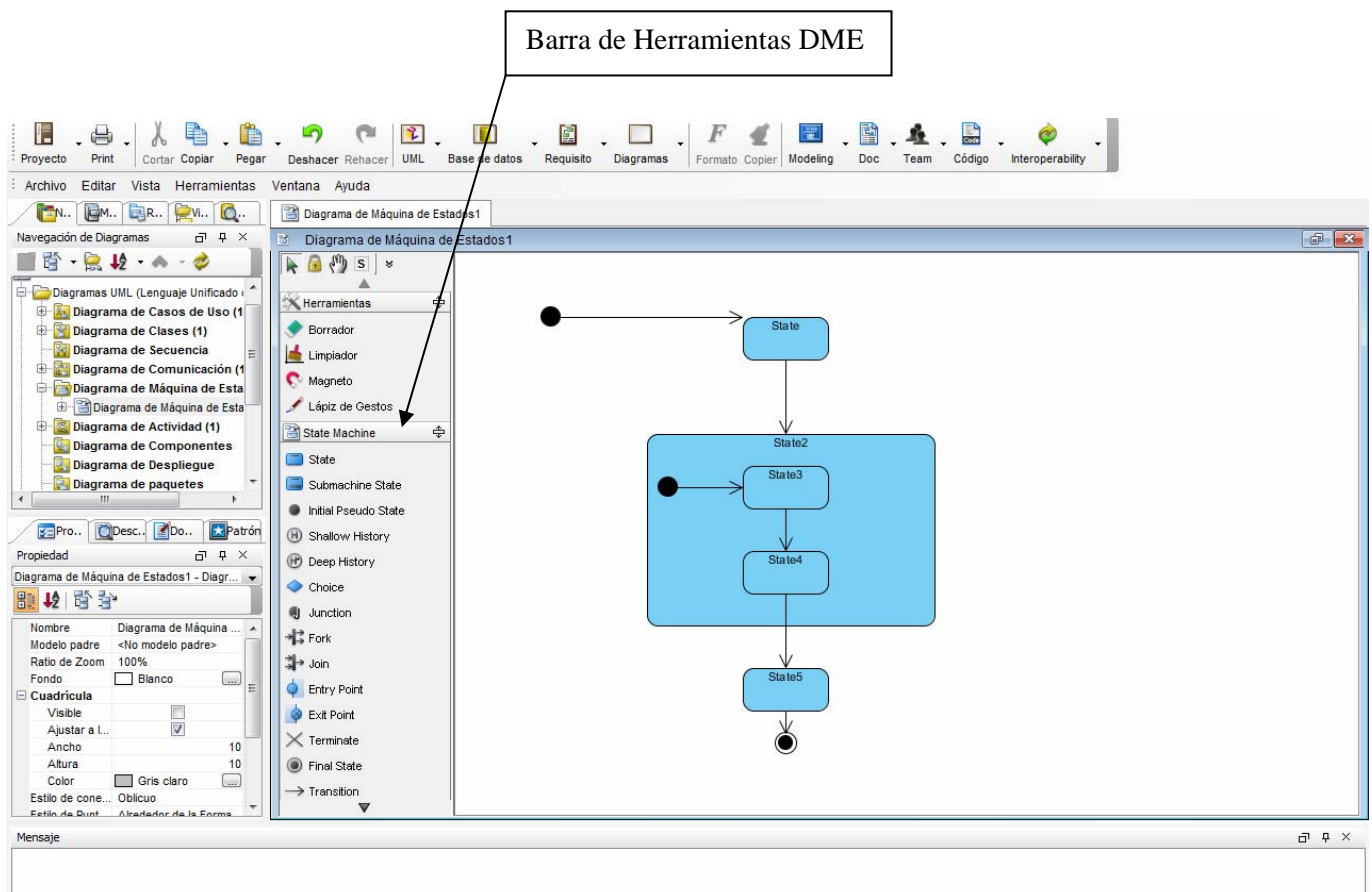 Barra de Herramientas DME
Proyecto Print Cortar Copiar Pegar Deshacer Rehacer UML Base de datos Requisito Diagramas Formato Copier Modeling Doc Team Código Interoperability
Archivo Editar Vista Herramientas Ventana Ayuda
N.. M.. R.. Vi..
Diagrama de Máquina de Estados1
Navegación de Diagramas
Diagrama de Máquina de Estados1
Diagramas UML (Lenguaje Unificado
Diagrama de Casos de Uso (1
Diagrama de Clases (1)
Diagrama de Secuencia
Diagrama de Comunicación (1
Diagrama de Máquina de Esta
Diagrama de Máquina de Esta
Diagrama de Actividad (1)
Diagrama de Componentes
Diagrama de Despliegue
Diagrama de paquetes
Pro.. Desc.. Do.. Patrón
Propiedad
Diagrama de Máquina de Estados1 - Diagr...
Nombre Diagrama de Máquina ...
Modelo padre <No modelo padre>
Ratio de Zoom 100%
Fondo Blanco ...
Cuadrícula
Visible
Ajustar a l...
Ancho 10
Altura 10
Color Gris claro ...
Estilo de cone... Oblicuo
Estilo de Punt Alrededor de la Forma
S
Herramientas
Borrador
Limpiador
Magneto
Lápiz de Gestos
State Machine
State
Submachine State
Initial Pseudo State
H Shallow History
H* Deep History
Choice
Junction
Fork
Join
Entry Point
Exit Point
Terminate
Final State
Transition
State
State2
State3
State4
State5
Mensaje